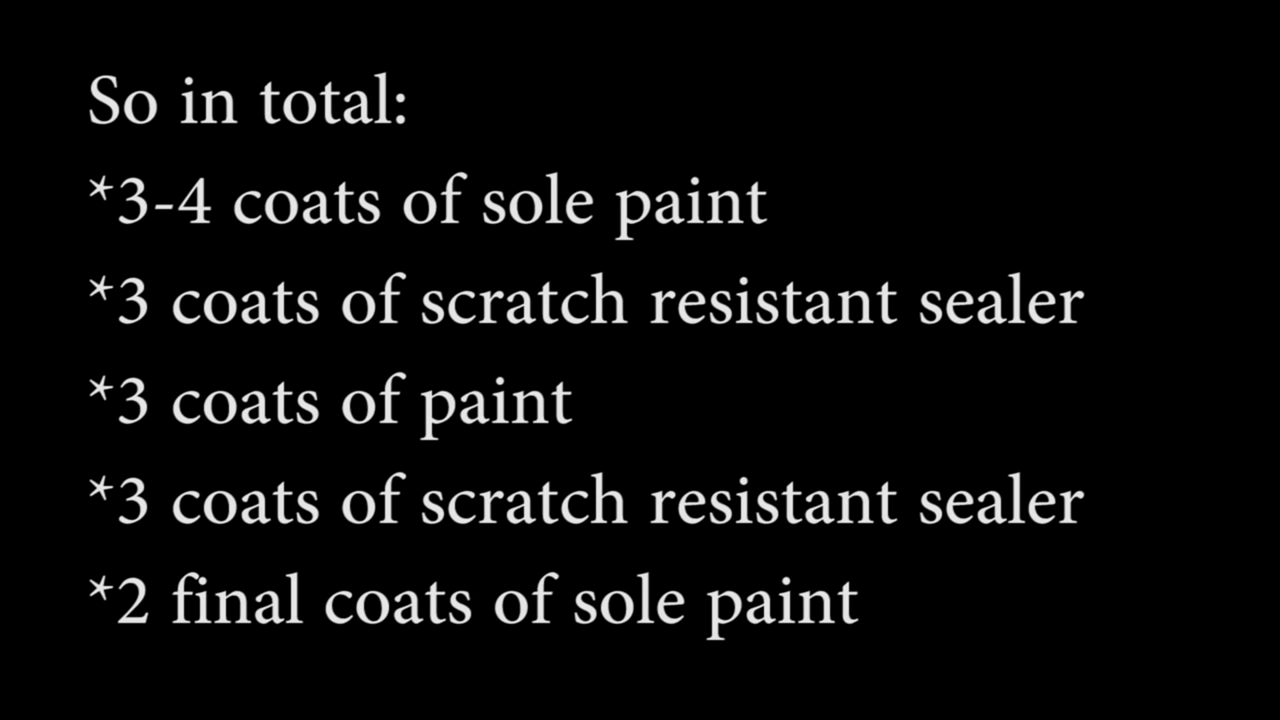 So in total:
*3-4 coats of sole paint
*3 coats of scratch resistant sealer
*3 coats of paint
*3 coats of scratch resistant sealer
*2 final coats of sole paint